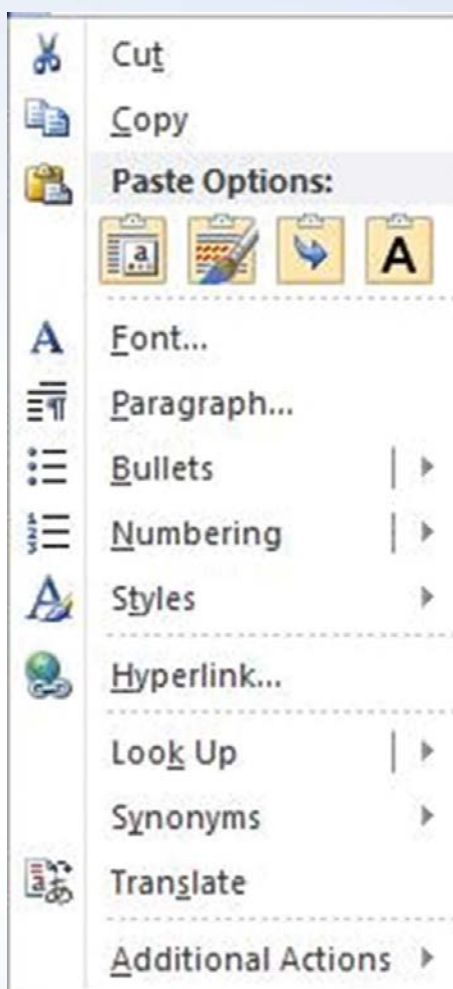 Cut
Copy
Paste Options:
Font...
Paragraph...
Bullets
Numbering
Styles
Hyperlink...
Look Up
Synonyms
Translate
Additional Actions